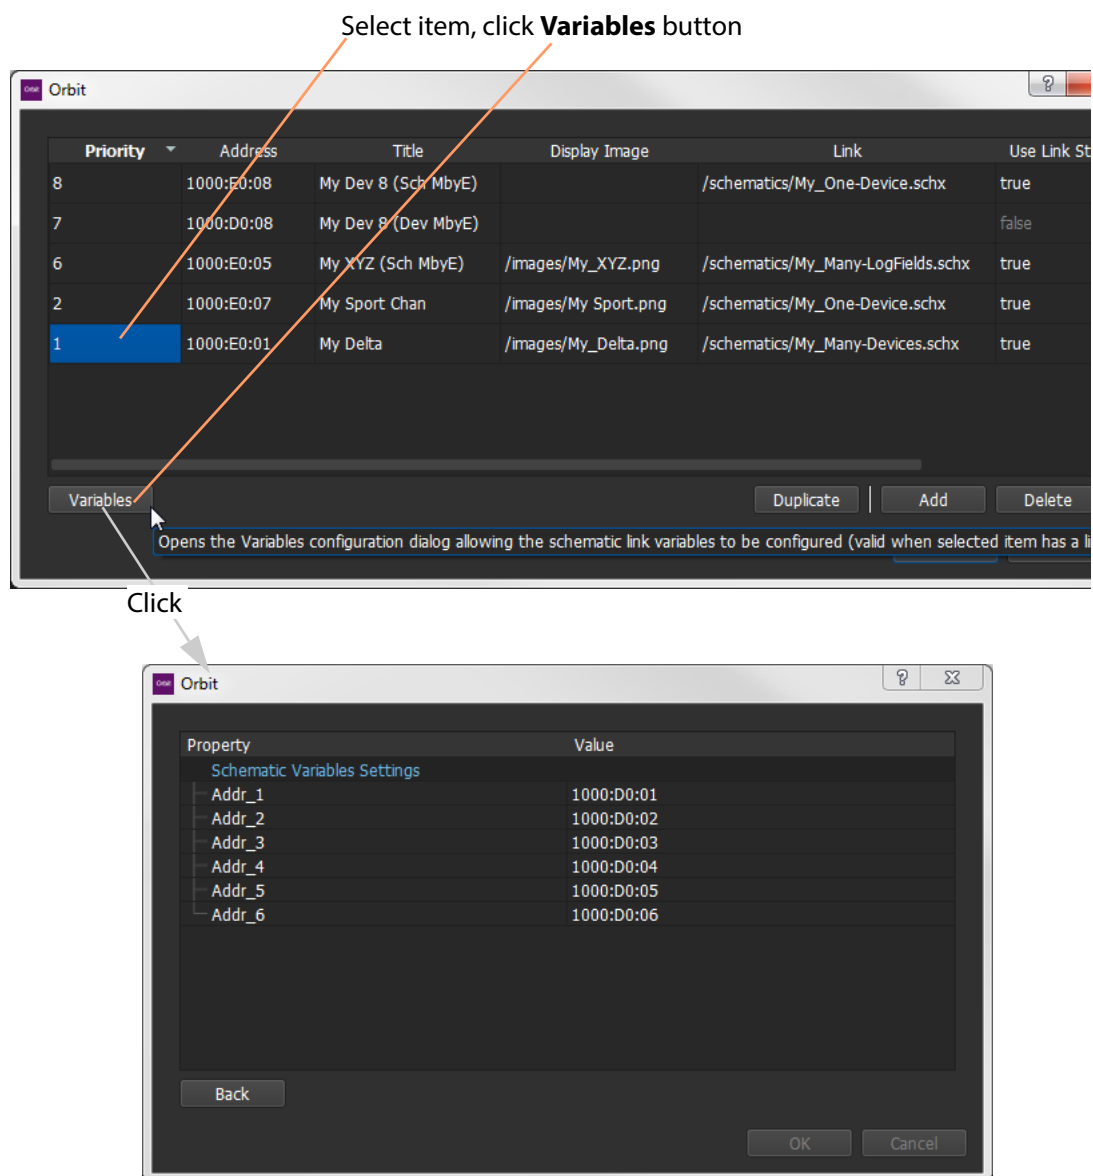 Select item, click Variables button
Orbit
Priority Address Title Display Image Link Use Link St
8 1000:E0:08 My Dev 8 (Sch MbyE) /schematics/My_One-Device.schx true
7 1000:D0:08 My Dev 8 (Dev MbyE) false
6 1000:E0:05 My XYZ (Sch MbyE) /images/My_XYZ.png /schematics/My_Many-LogFields.schx true
2 1000:E0:07 My Sport Chan /images/My Sport.png /schematics/My_One-Device.schx true
1 1000:E0:01 My Delta /images/My_Delta.png /schematics/My_Many-Devices.schx true
Variables Duplicate Add Delete
Opens the Variables configuration dialog allowing the schematic link variables to be configured (valid when selected item has a li
Click
Orbit
Property Value
Schematic Variables Settings
Addr_1 1000:D0:01
Addr_2 1000:D0:02
Addr_3 1000:D0:03
Addr_4 1000:D0:04
Addr_5 1000:D0:05
Addr_6 1000:D0:06
Back
OK Cancel